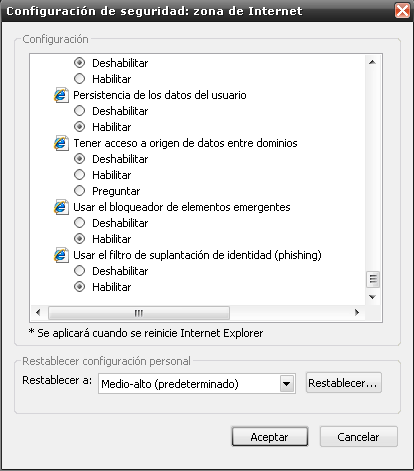 Configuración de seguridad: zona de Internet
Configuración
Deshabilitar
Habilitar
Persistencia de los datos del usuario
Deshabilitar
Habilitar
Tener acceso a origen de datos entre dominios
Deshabilitar
Habilitar
Preguntar
Usar el bloqueador de elementos emergentes
Deshabilitar
Habilitar
Usar el filtro de suplantación de identidad (phishing)
Deshabilitar
Habilitar
* Se aplicará cuando se reinicie Internet Explorer
Restablecer configuración personal
Restablecer a: Medio-alto (predeterminado) Restablecer...
Aceptar Cancelar